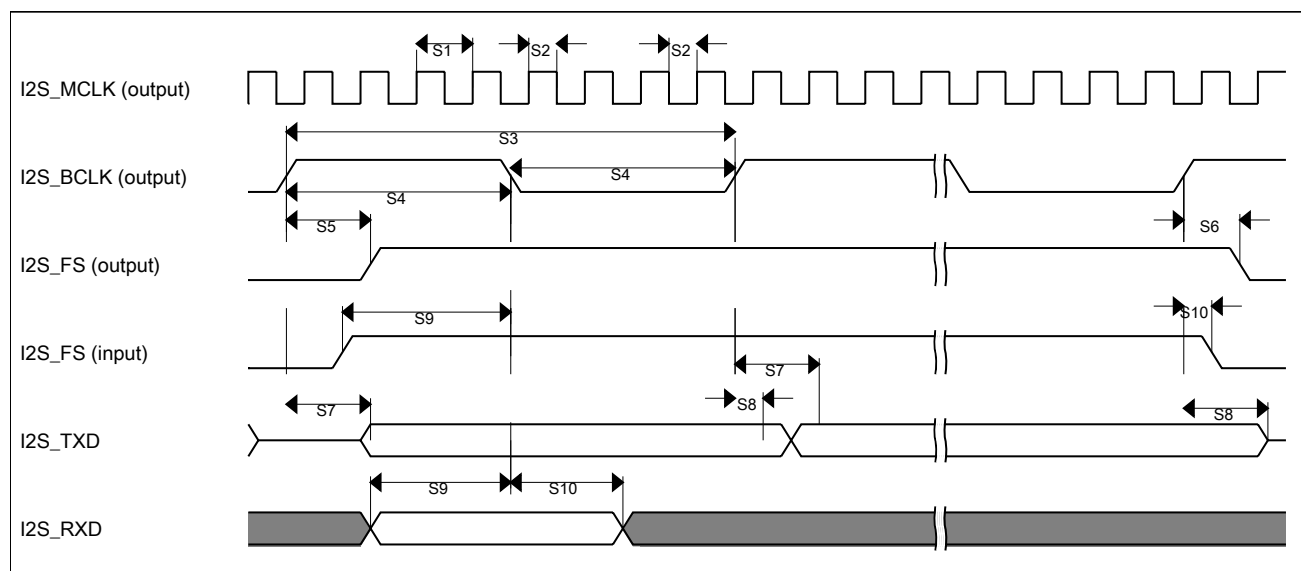 S1 S2 S2
I2S_MCLK (output)
S3
I2S_BCLK (output)
S4
S4
S5 S6
I2S_FS (output)
S9 S10
I2S_FS (input)
S7
S7 S8 S8
I2S_TXD
S9 S10
I2S_RXD